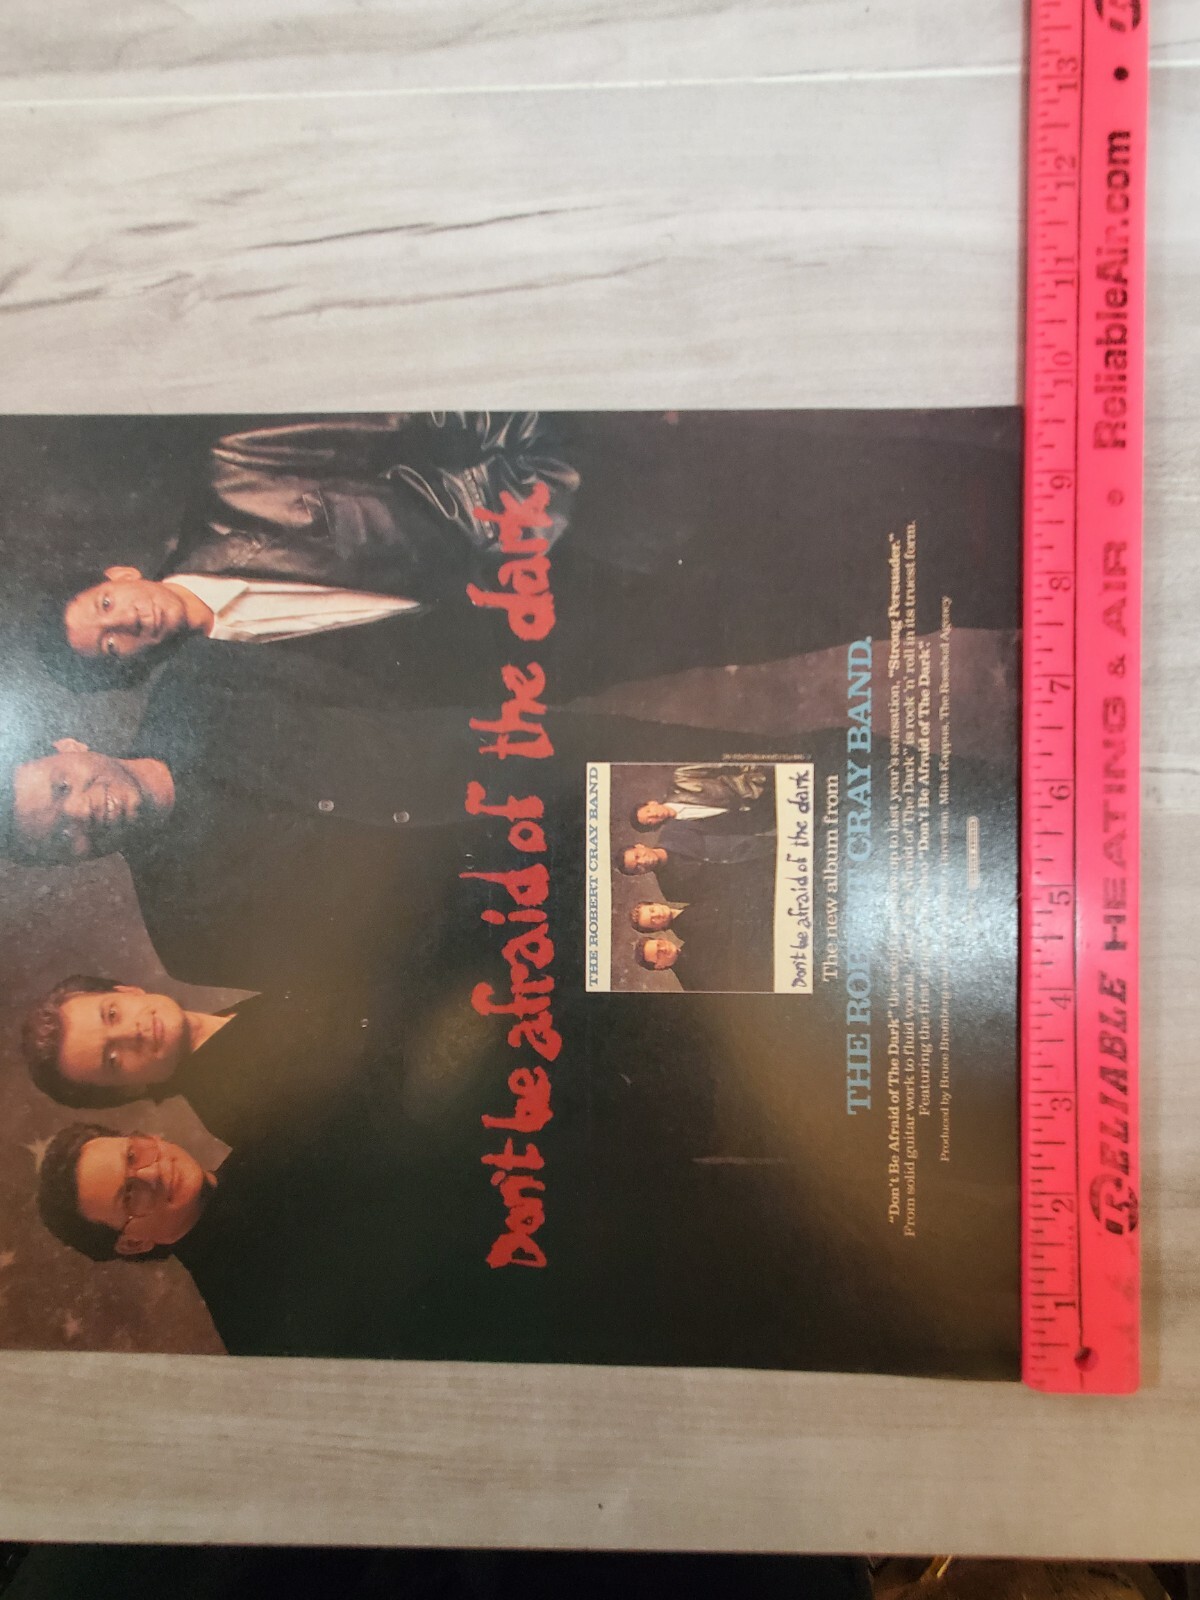 Don't be afraid of the dark
THE ROBERT CRAY BAND
Don't be afraid of the dark
The new album from
THE ROBERT CRAY BAND.
"Don't Be Afraid of The Dark" the follow-up to last year's sensation, "Strong Persuader."
From solid guitar work to fluid vocals, "Don't Be Afraid of The Dark" is rock 'n' roll in its truest form.
Featuring the first "Don't Be Afraid of The Dark."
Produced by Bruce Bromberg Direction: Mike Kappus, The Rosebud Agency
1 2 3 4 5 6 7 8 9 10 11 12 13
RELIABLE HEATING & AIR • ReliableAir.com •